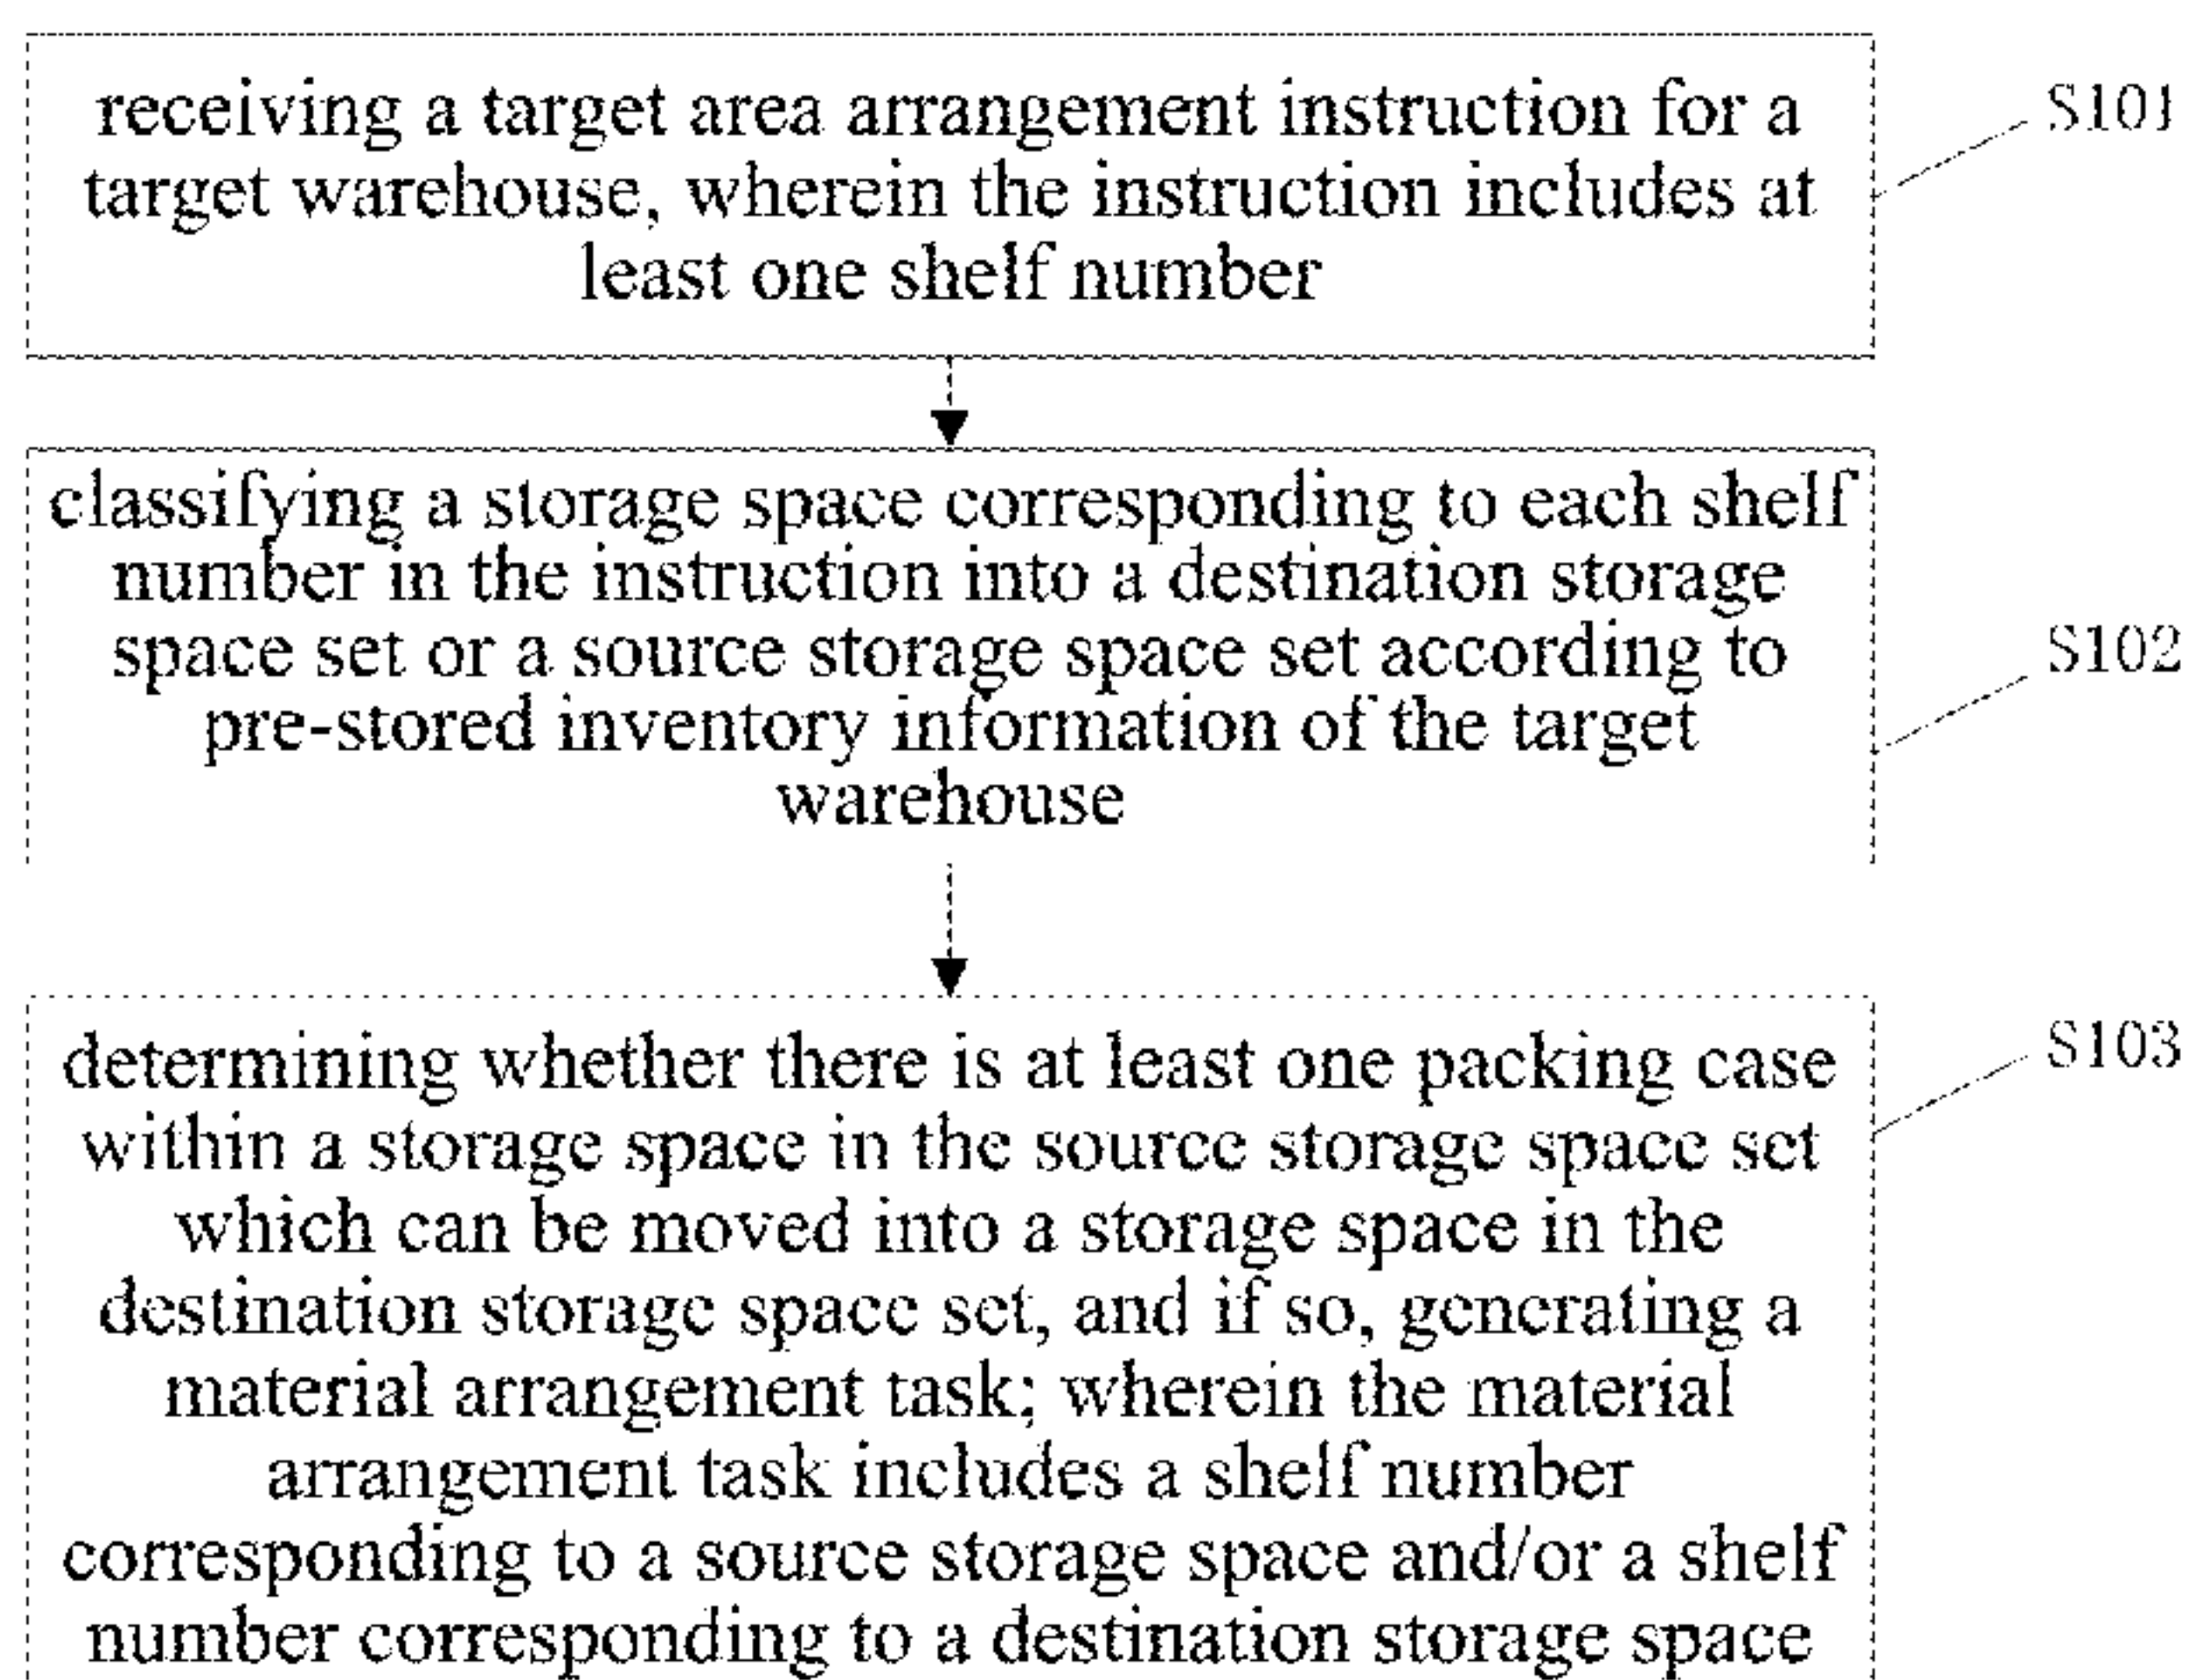 receiving a target area arrangement instruction for a
target warehouse, wherein the instruction includes at
least one shelf number
S101
classifying a storage space corresponding to each shelf
number in the instruction into a destination storage
space set or a source storage space set according to
pre-stored inventory information of the target
warehouse
S102
determining whether there is at least one packing case
within a storage space in the source storage space set
which can be moved into a storage space in the
destination storage space set, and if so, generating a
material arrangement task; wherein the material
arrangement task includes a shelf number
corresponding to a source storage space and/or a shelf
number corresponding to a destination storage space
S103